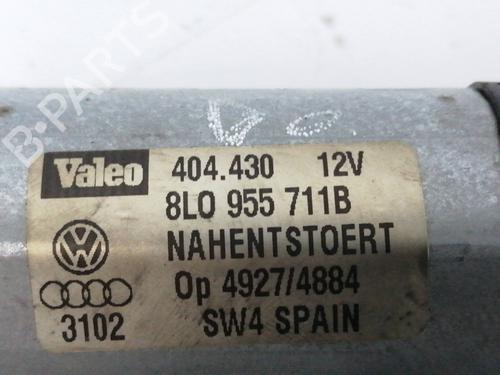 B-PARTS
Valeo 404.430 12V
8L0 955 711B
NAHENTSTOERT
Op 4927/4884
3102 SW4 SPAIN